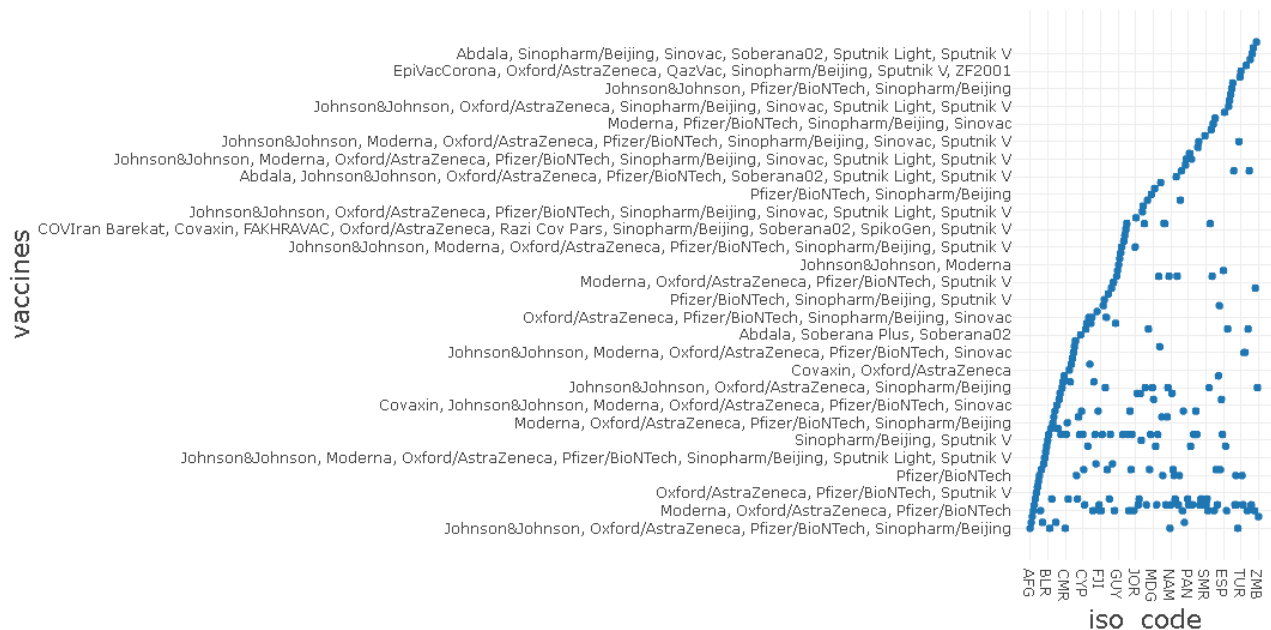 Abdala, Sinopharm/Beijing, Sinovac, Soberana02, Sputnik Light, Sputnik V
EpiVacCorona, Oxford/AstraZeneca, QazVac, Sinopharm/Beijing, Sputnik V, ZF2001
Johnson&Johnson, Pfizer/BioNTech, Sinopharm/Beijing
Johnson&Johnson, Oxford/AstraZeneca, Sinopharm/Beijing, Sinovac, Sputnik Light, Sputnik V
Moderna, Pfizer/BioNTech, Sinopharm/Beijing, Sinovac
Johnson&Johnson, Moderna, Oxford/AstraZeneca, Pfizer/BioNTech, Sinopharm/Beijing, Sinovac, Sputnik V
Johnson&Johnson, Moderna, Oxford/AstraZeneca, Pfizer/BioNTech, Sinopharm/Beijing, Sinovac, Sputnik Light, Sputnik V
Abdala, Johnson&Johnson, Oxford/AstraZeneca, Pfizer/BioNTech, Soberana02, Sputnik Light, Sputnik V
Pfizer/BioNTech, Sinopharm/Beijing
Johnson&Johnson, Oxford/AstraZeneca, Pfizer/BioNTech, Sinopharm/Beijing, Sinovac, Sputnik Light, Sputnik V
COVIran Barekat, Covaxin, FAKHRAVAC, Oxford/AstraZeneca, Razi Cov Pars, Sinopharm/Beijing, Soberana02, SpikoGen, Sputnik V
Johnson&Johnson, Moderna, Oxford/AstraZeneca, Pfizer/BioNTech, Sinopharm/Beijing, Sputnik V
Johnson&Johnson, Moderna
Moderna, Oxford/AstraZeneca, Pfizer/BioNTech, Sputnik V
Pfizer/BioNTech, Sinopharm/Beijing, Sputnik V
Oxford/AstraZeneca, Pfizer/BioNTech, Sinopharm/Beijing, Sinovac
Abdala, Soberana Plus, Soberana02
Johnson&Johnson, Moderna, Oxford/AstraZeneca, Pfizer/BioNTech, Sinovac
Covaxin, Oxford/AstraZeneca
Johnson&Johnson, Oxford/AstraZeneca, Sinopharm/Beijing
Covaxin, Johnson&Johnson, Moderna, Oxford/AstraZeneca, Pfizer/BioNTech, Sinovac
Moderna, Oxford/AstraZeneca, Pfizer/BioNTech, Sinopharm/Beijing
Sinopharm/Beijing, Sputnik V
Johnson&Johnson, Moderna, Oxford/AstraZeneca, Pfizer/BioNTech, Sinopharm/Beijing, Sputnik Light, Sputnik V
Pfizer/BioNTech
Oxford/AstraZeneca, Pfizer/BioNTech, Sputnik V
Moderna, Oxford/AstraZeneca, Pfizer/BioNTech
Johnson&Johnson, Oxford/AstraZeneca, Pfizer/BioNTech, Sinopharm/Beijing
vaccines
AFG BLR CMR CYP FJI GUY JOR MDG NAM PAN SMR ESP TUR ZMB
iso_code